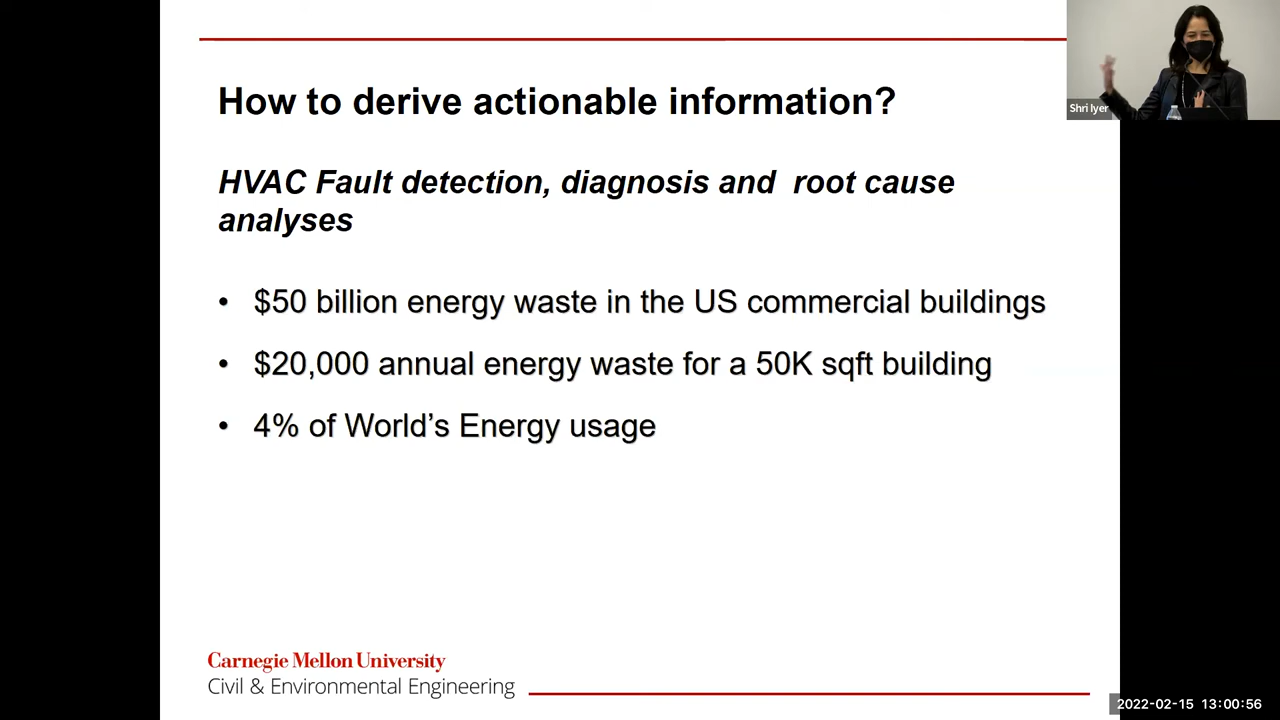 How to derive actionable information?
Shri Iyer
HVAC Fault detection, diagnosis and root cause
analyses
• $50 billion energy waste in the US commercial buildings
• $20,000 annual energy waste for a 50K sqft building
• 4% of World's Energy usage
Carnegie Mellon University
Civil & Environmental Engineering
2022-02-15 13:00:56